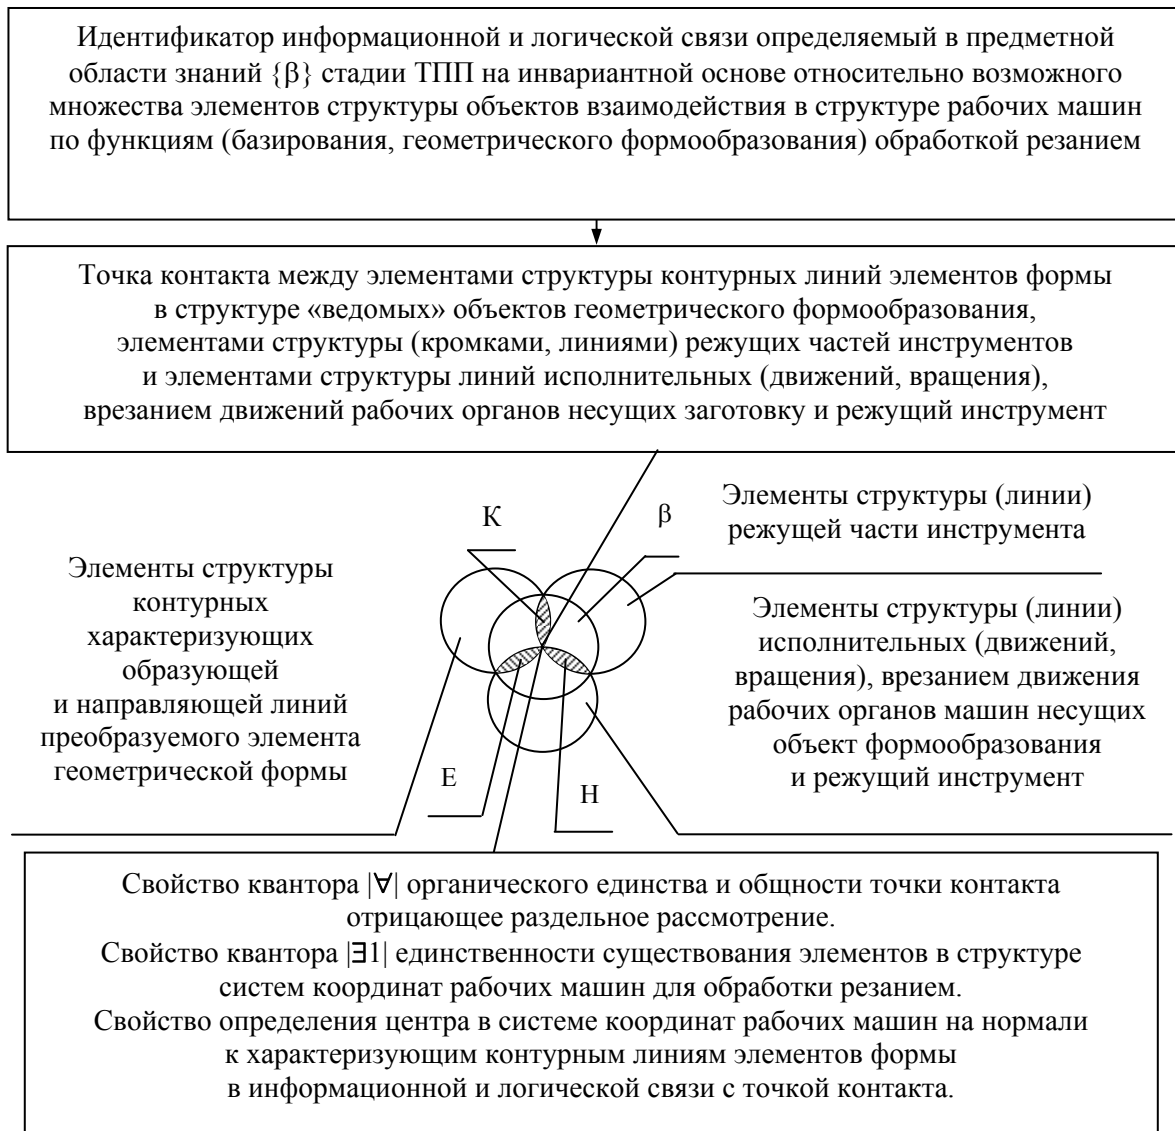 Идентификатор информационной и логической связи определяемый в предметной
области знаний {β} стадии ТПП на инвариантной основе относительно возможного
множества элементов структуры объектов взаимодействия в структуре рабочих машин
по функциям (базирования, геометрического формообразования) обработкой резанием
Точка контакта между элементами структуры контурных линий элементов формы
в структуре «ведомых» объектов геометрического формообразования,
элементами структуры (кромками, линиями) режущих частей инструментов
и элементами структуры линий исполнительных (движений, вращения),
врезанием движений рабочих органов несущих заготовку и режущий инструмент
К
β
Элементы структуры (линии)
режущей части инструмента
Элементы структуры
контурных
характеризующих
образующей
и направляющей линий
преобразуемого элемента
геометрической формы
Элементы структуры (линии)
исполнительных (движений,
вращения), врезанием движения
рабочих органов машин несущих
объект формообразования
и режущий инструмент
Е
Н
Свойство квантора |∀| органического единства и общности точки контакта
отрицающее раздельное рассмотрение.
Свойство квантора |∃1| единственности существования элементов в структуре
систем координат рабочих машин для обработки резанием.
Свойство определения центра в системе координат рабочих машин на нормали
к характеризующим контурным линиям элементов формы
в информационной и логической связи с точкой контакта.